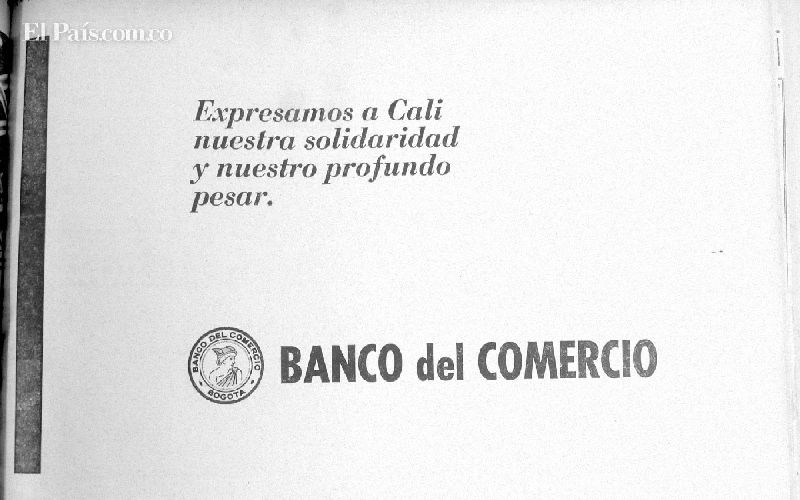 El País.com.co
Expresamos a Cali
nuestra solidaridad
y nuestro profundo
pesar.
BANCO DEL COMERCIO
BOGOTA
BANCO del COMERCIO